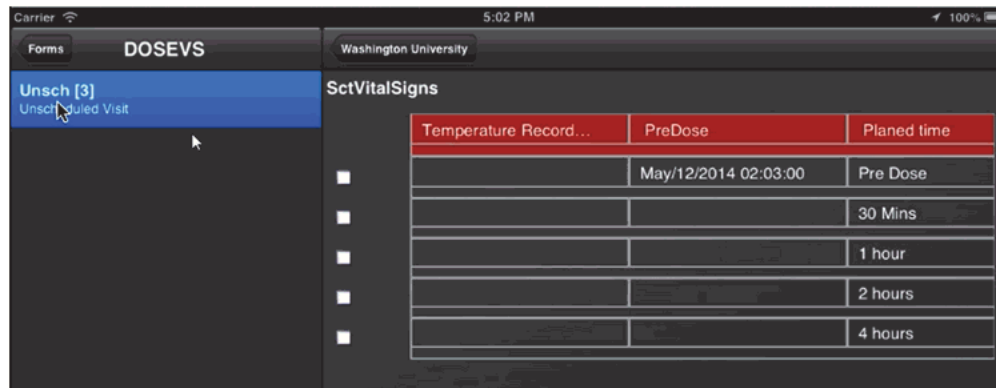 Carrier 5:02 PM 100%
Forms DOSEVS Washington University
Unsch [3]
Unscheduled Visit
SctVitalSigns
Temperature Record... PreDose Planed time
May/12/2014 02:03:00 Pre Dose
30 Mins
1 hour
2 hours
4 hours